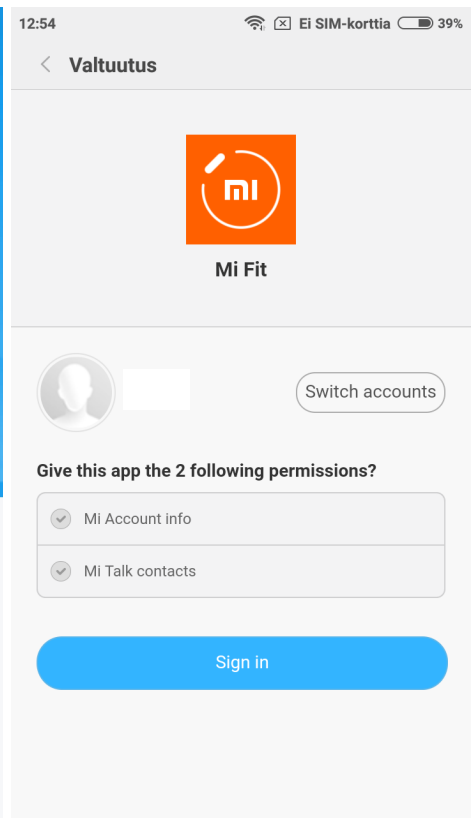 12:54 Ei SIM-korttia 39%
Valtuutus
mi
Mi Fit
Switch accounts
Give this app the 2 following permissions?
Mi Account info
Mi Talk contacts
Sign in